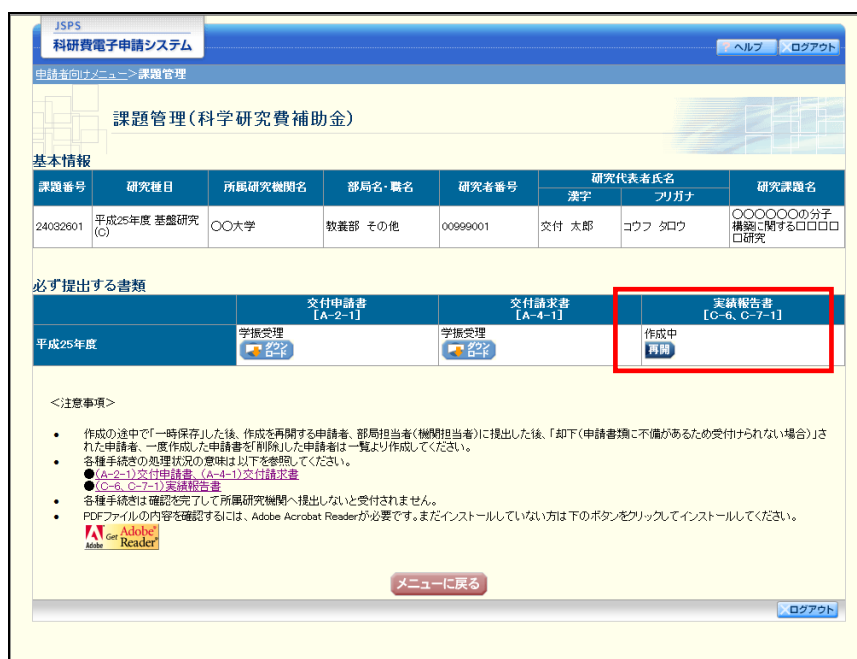 JSPS
科研費電子申請システム
? ヘルプ
ログアウト
申請者向けメニュー＞課題管理
課題管理(科学研究費補助金)
基本情報
課題番号 研究種目 所属研究機関名 部局名・職名 研究者番号 研究代表者氏名 研究課題名
漢字 フリガナ
24032601 平成25年度 基盤研究(C) 〇〇大学 教養部 その他 00999001 交付 太郎 コウフ タロウ 〇〇〇〇〇〇の分子構築に関する□□□□□研究
必ず提出する書類
交付申請書 [A-2-1] 交付請求書 [A-4-1] 実績報告書 [C-6、C-7-1]
平成25年度 学振受理 ダウンロード 学振受理 ダウンロード 作成中 再開
＜注意事項＞
• 作成の途中で「一時保存」した後、作成を再開する申請者、部局担当者(機関担当者)に提出した後、「却下(申請書類に不備があるため受付けられない場合)」さ
れた申請者、一度作成した申請書を「削除」した申請者は一覧より作成してください。
• 各種手続きの処理状況の意味は以下を参照してください。
●(A-2-1)交付申請書、(A-4-1)交付請求書
●(C-6、C-7-1)実績報告書
• 各種手続きは確認を完了して所属研究機関へ提出しないと受付されません。
• PDFファイルの内容を確認するには、Adobe Acrobat Readerが必要です。まだインストールしていない方は下のボタンをクリックしてインストールしてください。
Adobe Get Adobe® Reader®
メニューに戻る
ログアウト